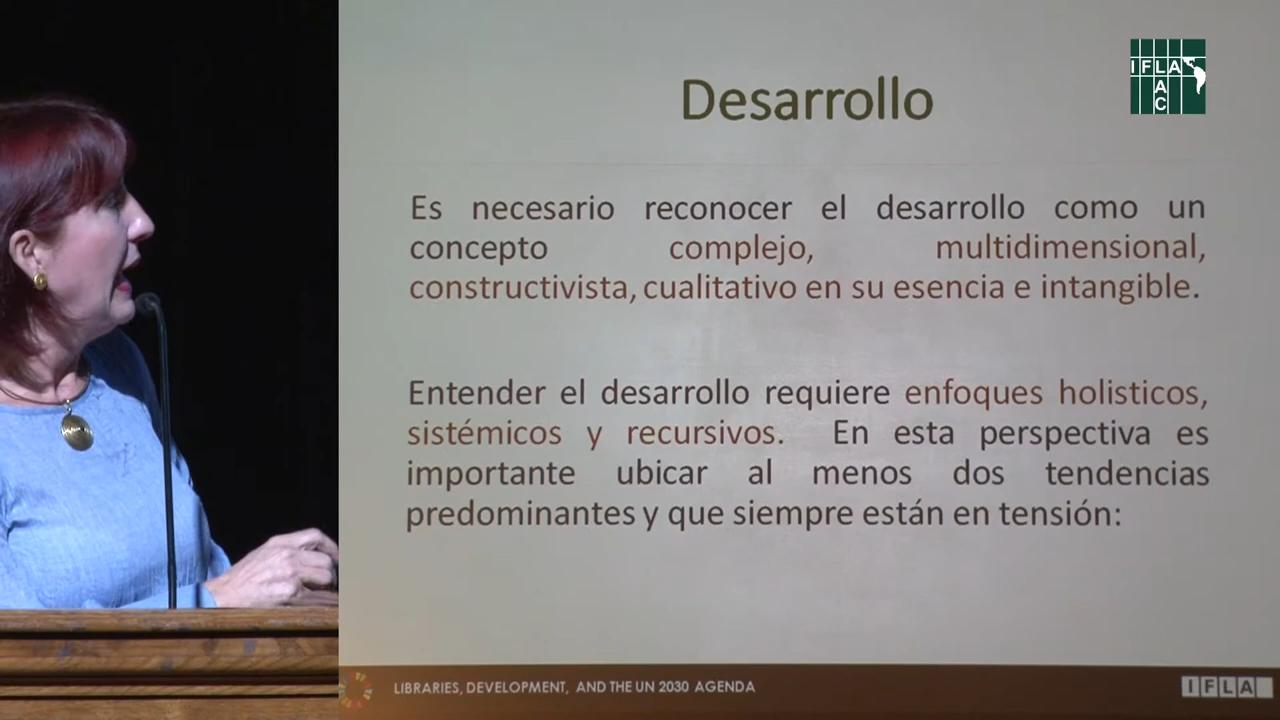 Desarrollo
IFLA
A
C
Es necesario reconocer el desarrollo como un
concepto complejo, multidimensional,
constructivista, cualitativo en su esencia e intangible.
Entender el desarrollo requiere enfoques holisticos,
sistémicos y recursivos. En esta perspectiva es
importante ubicar al menos dos tendencias
predominantes y que siempre están en tensión:
LIBRARIES, DEVELOPMENT, AND THE UN 2030 AGENDA
IFLA